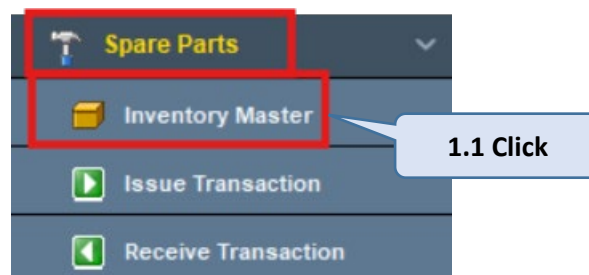 Spare Parts
Inventory Master
1.1 Click
Issue Transaction
Receive Transaction